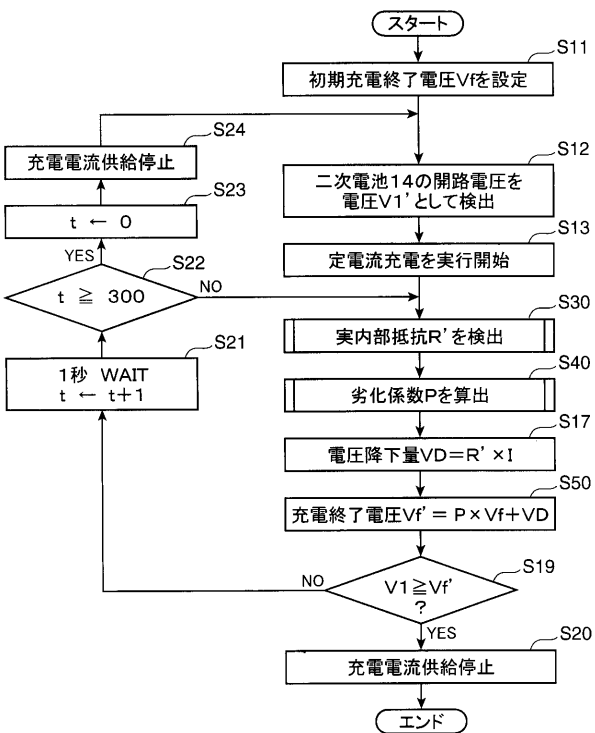 スタート
S11
初期充電終了電圧Vfを設定
S24
充電電流供給停止
S12
二次電池14の開路電圧を
電圧V1'として検出
S23
t ← 0
S13
定電流充電を実行開始
YES
S22
t ≧ 300
NO
S30
実内部抵抗R'を検出
S21
1秒 WAIT
t ← t+1
S40
劣化係数Pを算出
S17
電圧降下量VD=R'×I
S50
充電終了電圧Vf'= P×Vf+VD
S19
NO
V1≧Vf'
?
YES
S20
充電電流供給停止
エンド